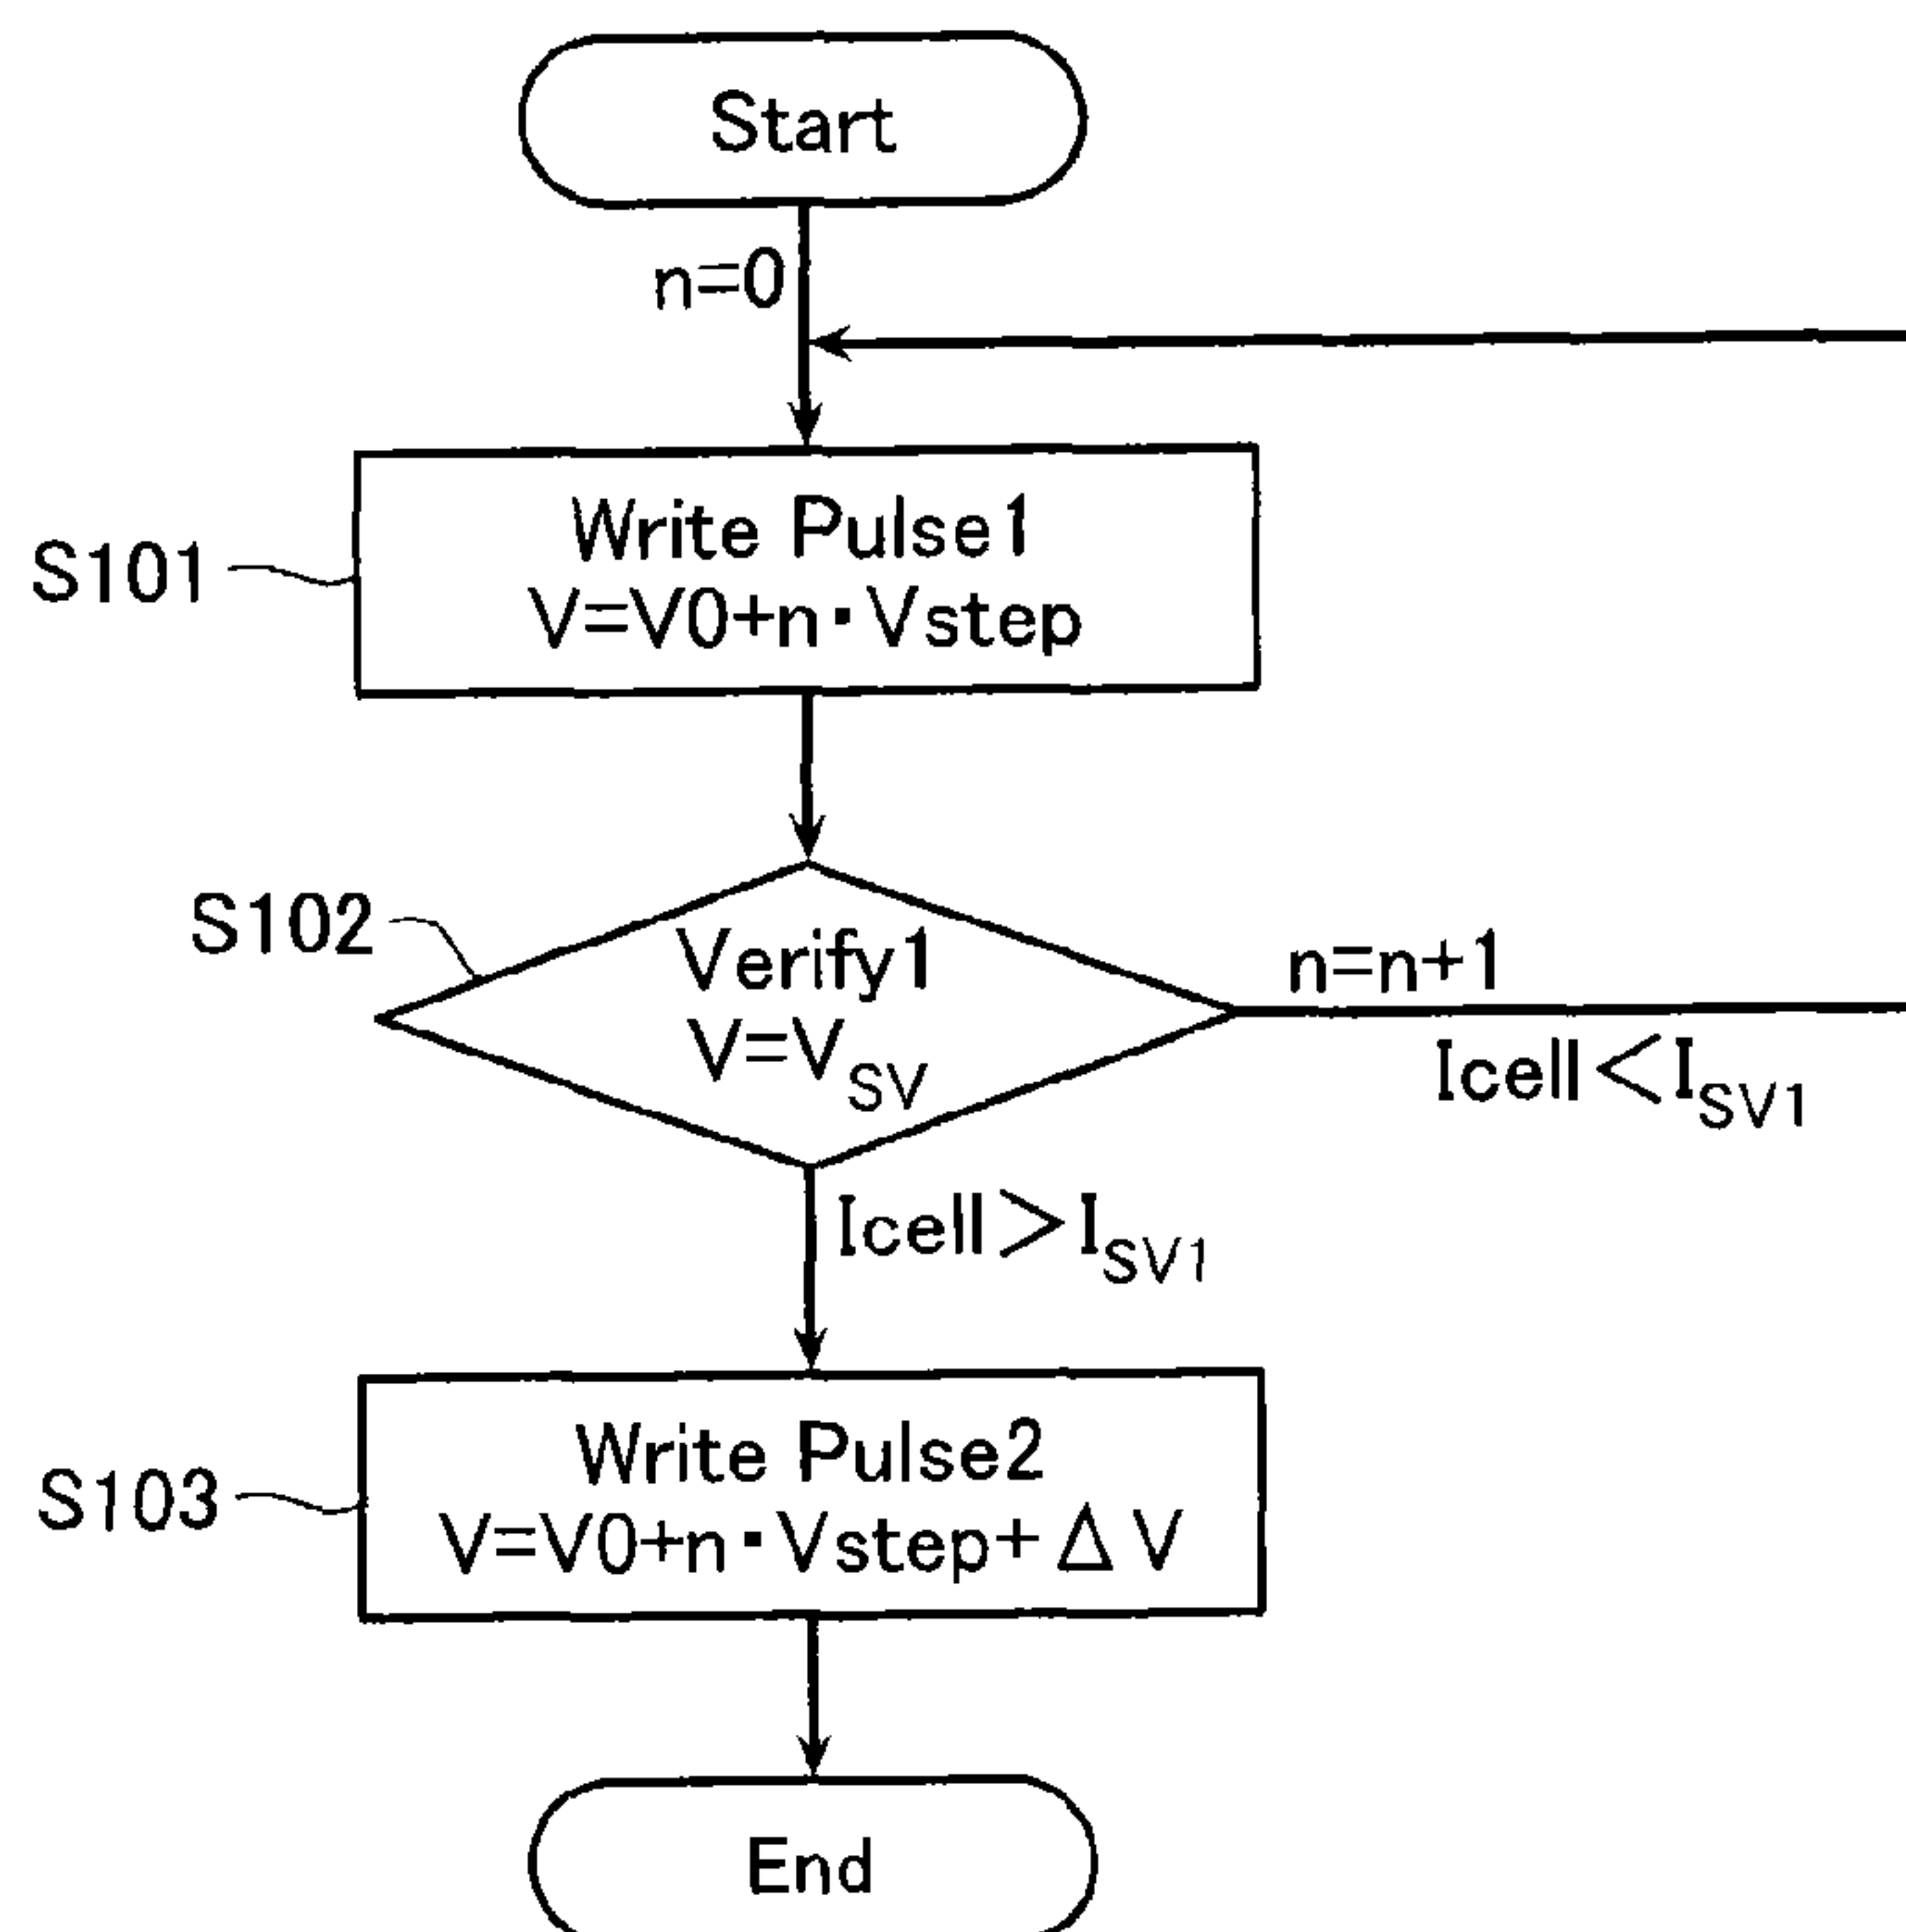 Start
n=0
S101
Write Pulse1
V=V0+n・Vstep
S102
Verify1
V=V_SV
n=n+1
Icell<I_SV1
Icell>I_SV1
S103
Write Pulse2
V=V0+n・Vstep+ΔV
End